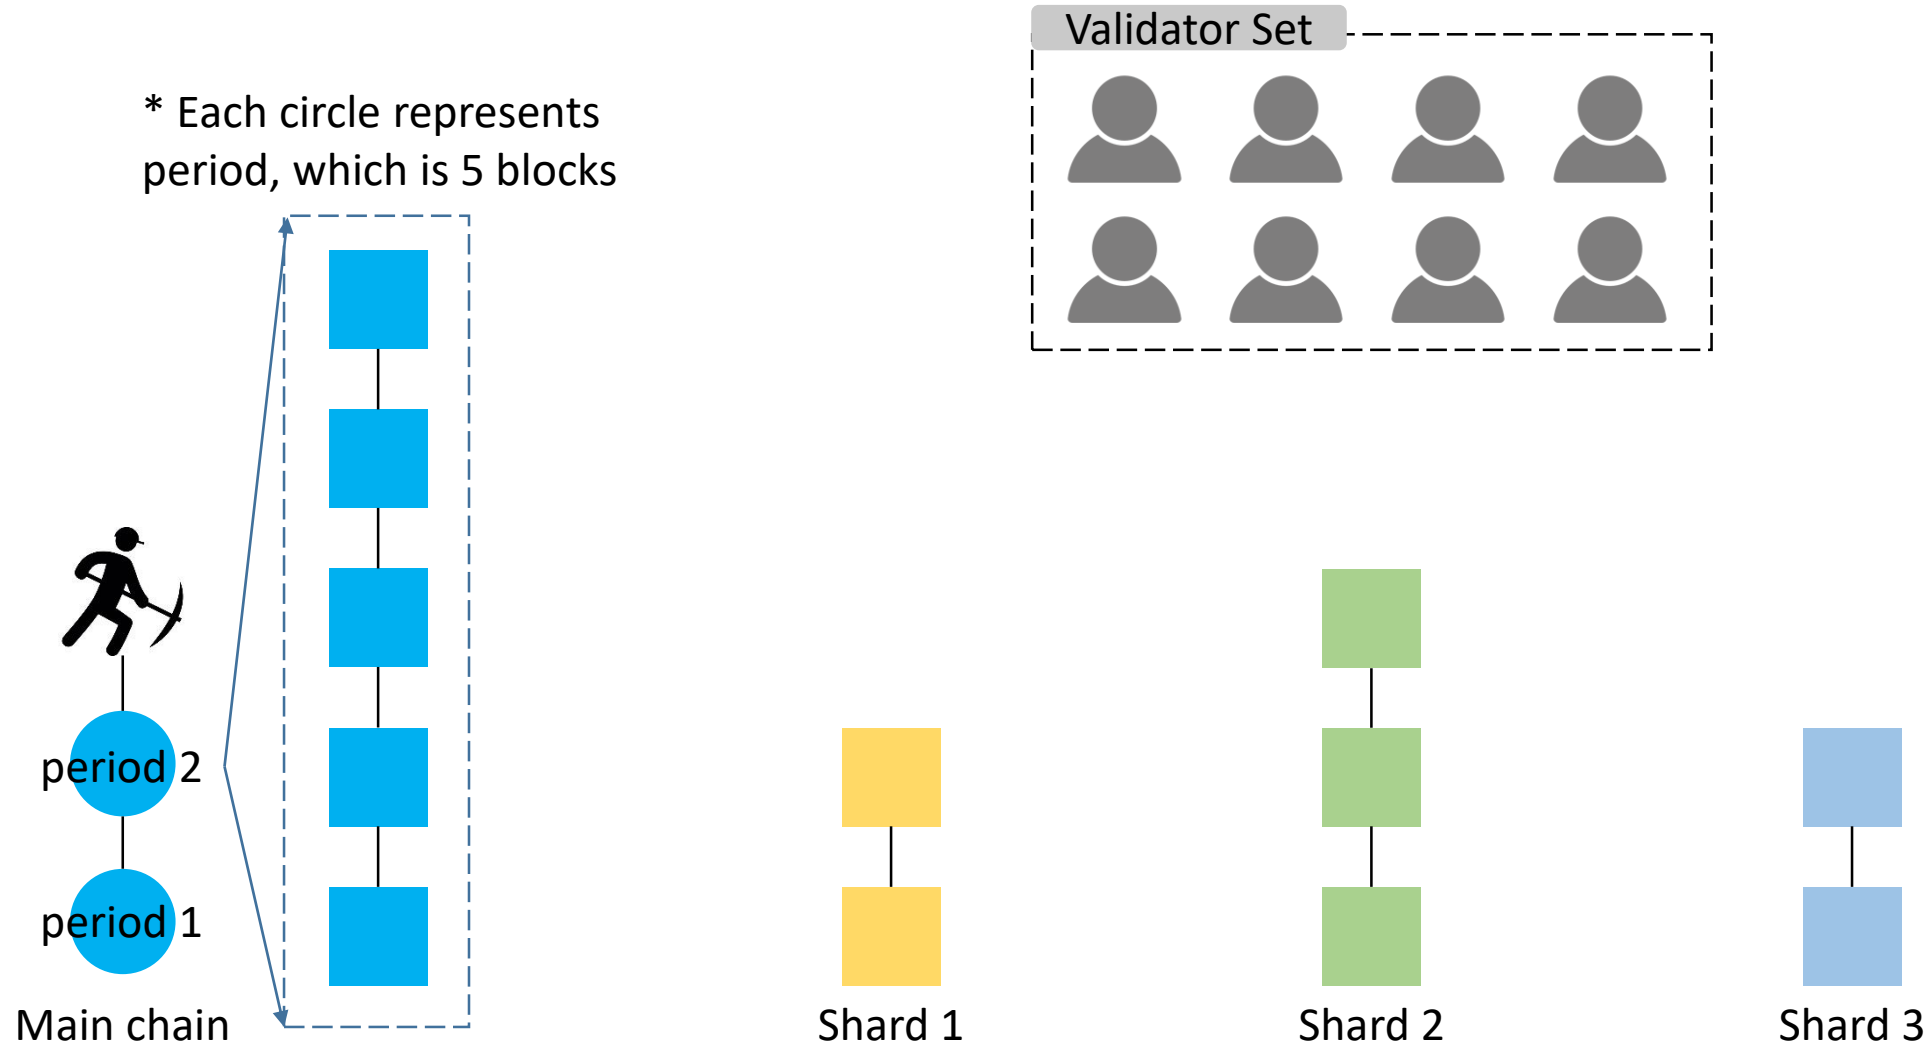 Validator Set
* Each circle represents
period, which is 5 blocks
period 2
period 1
Main chain
Shard 1
Shard 2
Shard 3